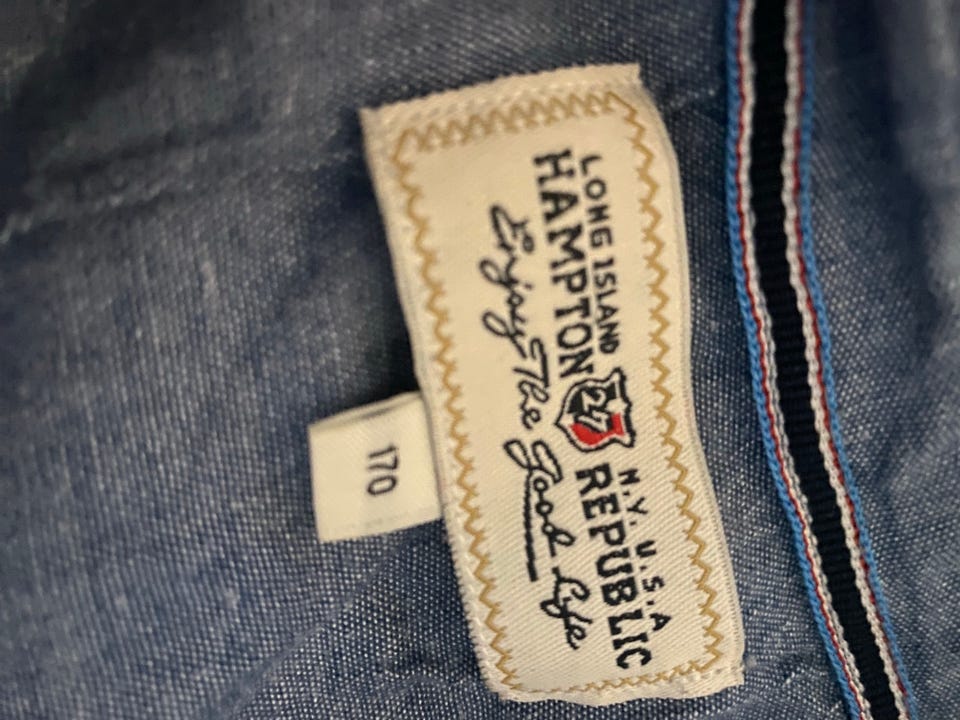 LONG ISLAND N.Y. U.S.A
HAMPTON 27 REPUBLIC
Enjoy The Good Life
170